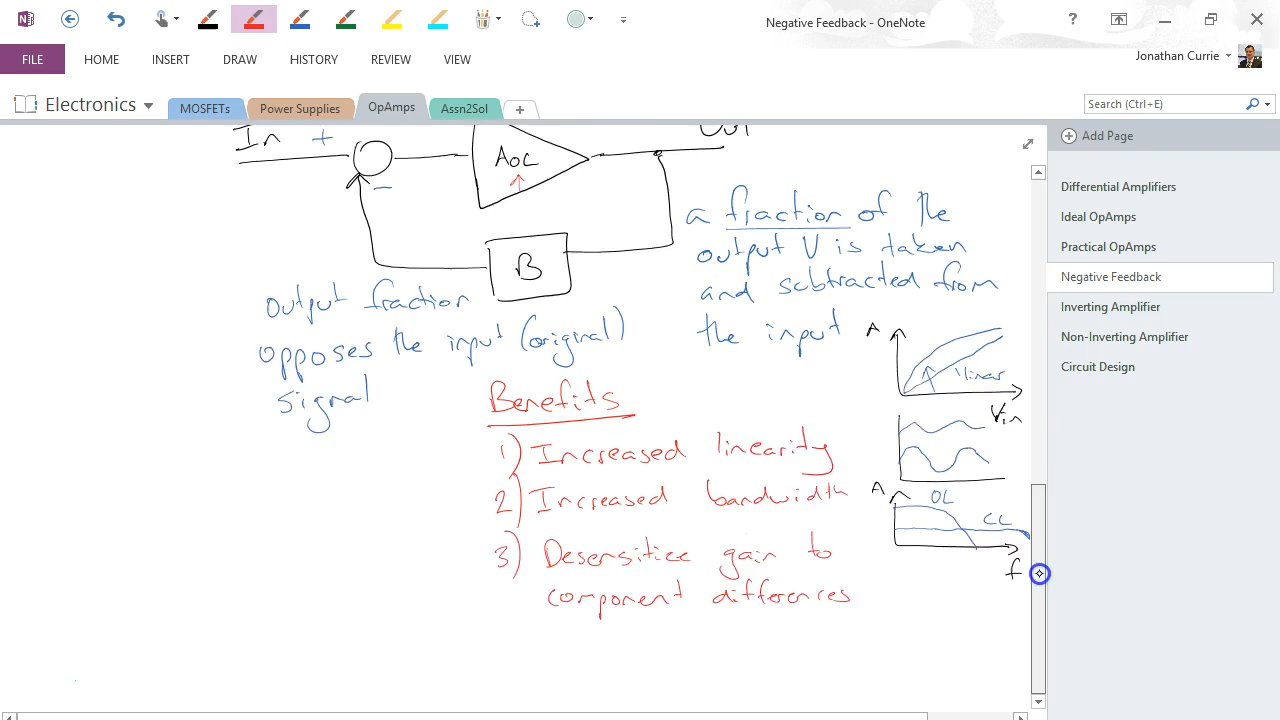 Negative Feedback - OneNote
?
FILE
HOME
INSERT
DRAW
HISTORY
REVIEW
VIEW
Jonathan Currie
Electronics
MOSFETs
Power Supplies
OpAmps
Assn2Sol
Search (Ctrl+E)
Add Page
Differential Amplifiers
Ideal OpAmps
Practical OpAmps
Negative Feedback
Inverting Amplifier
Non-Inverting Amplifier
Circuit Design
In +
Out
AOL
-
B
a fraction of the
output V is taken
and subtracted from
the input
Output fraction
opposes the input (original)
signal
Benefits
1) Increased linearity
2) Increased bandwidth
3) Desensitice gain to
component differences
A
linear
Vin
A
OL
CL
f